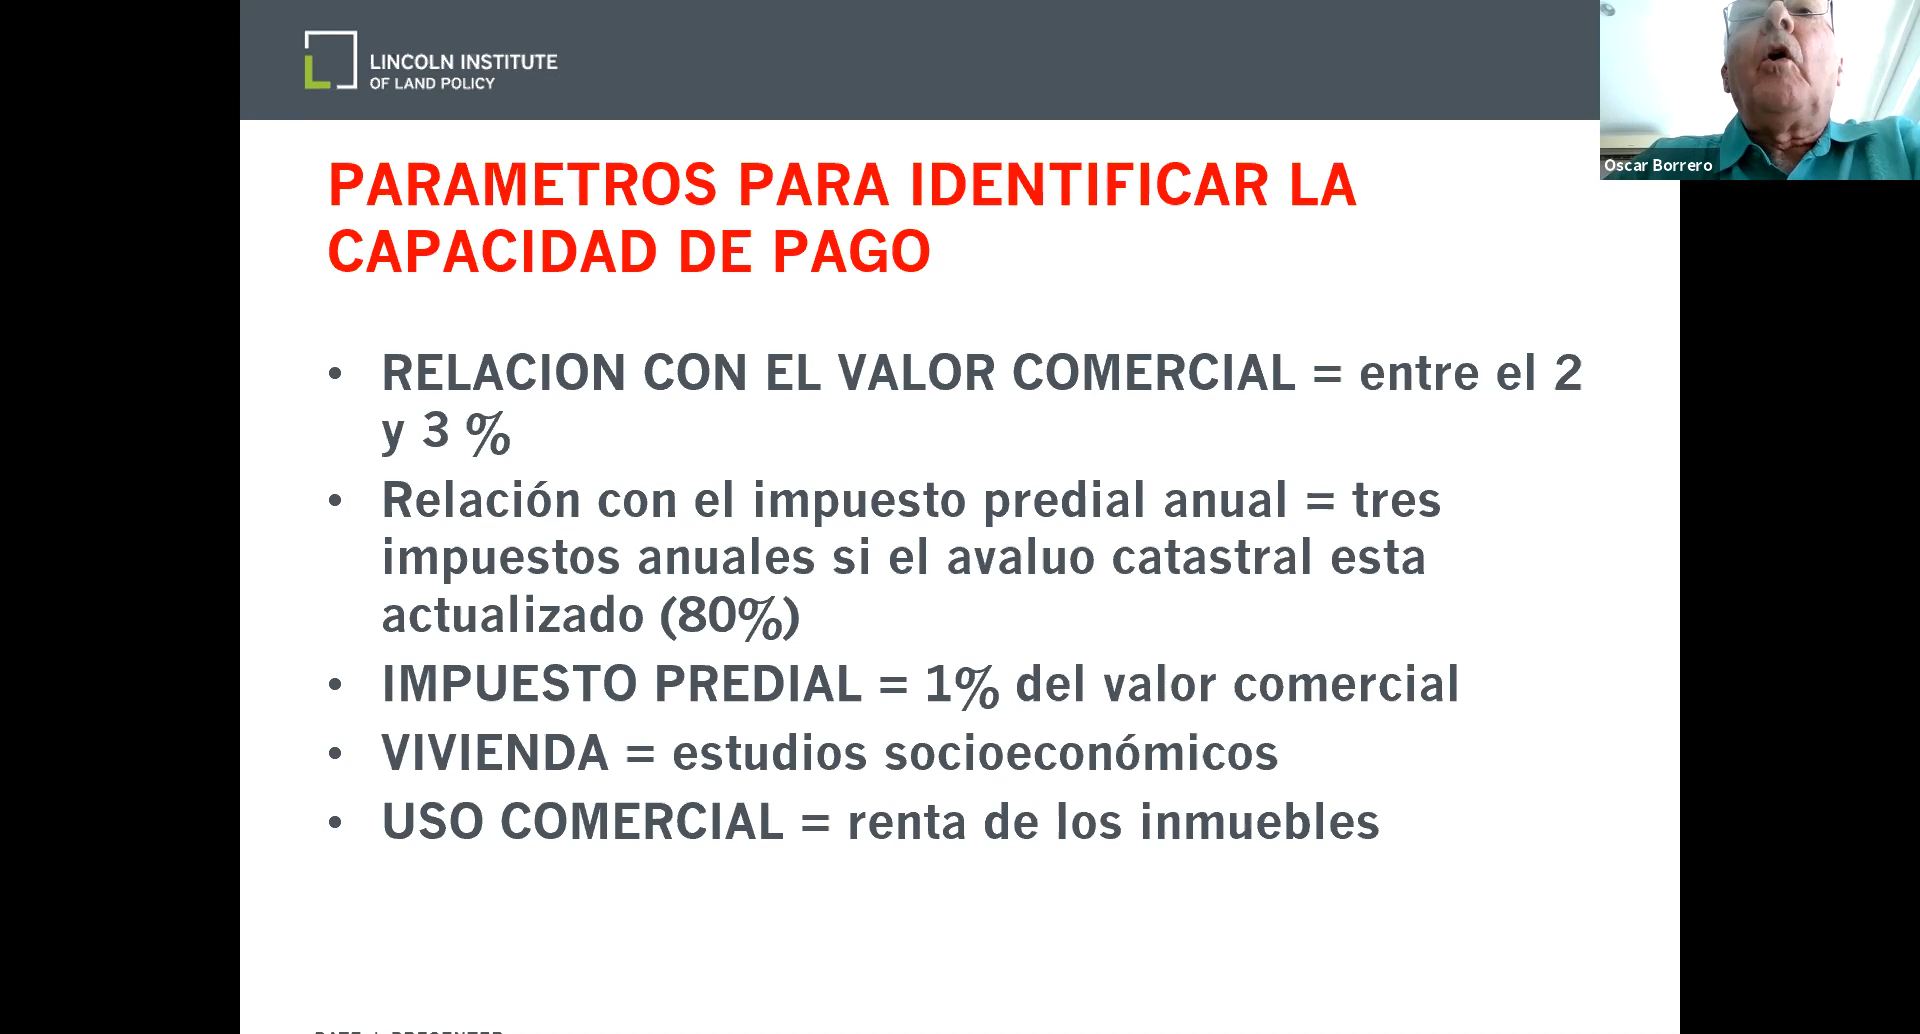 LINCOLN INSTITUTE
OF LAND POLICY
Oscar Borrero
PARAMETROS PARA IDENTIFICAR LA
CAPACIDAD DE PAGO
• RELACION CON EL VALOR COMERCIAL = entre el 2
y 3 %
• Relación con el impuesto predial anual = tres
impuestos anuales si el avaluo catastral esta
actualizado (80%)
• IMPUESTO PREDIAL = 1% del valor comercial
• VIVIENDA = estudios socioeconómicos
• USO COMERCIAL = renta de los inmuebles